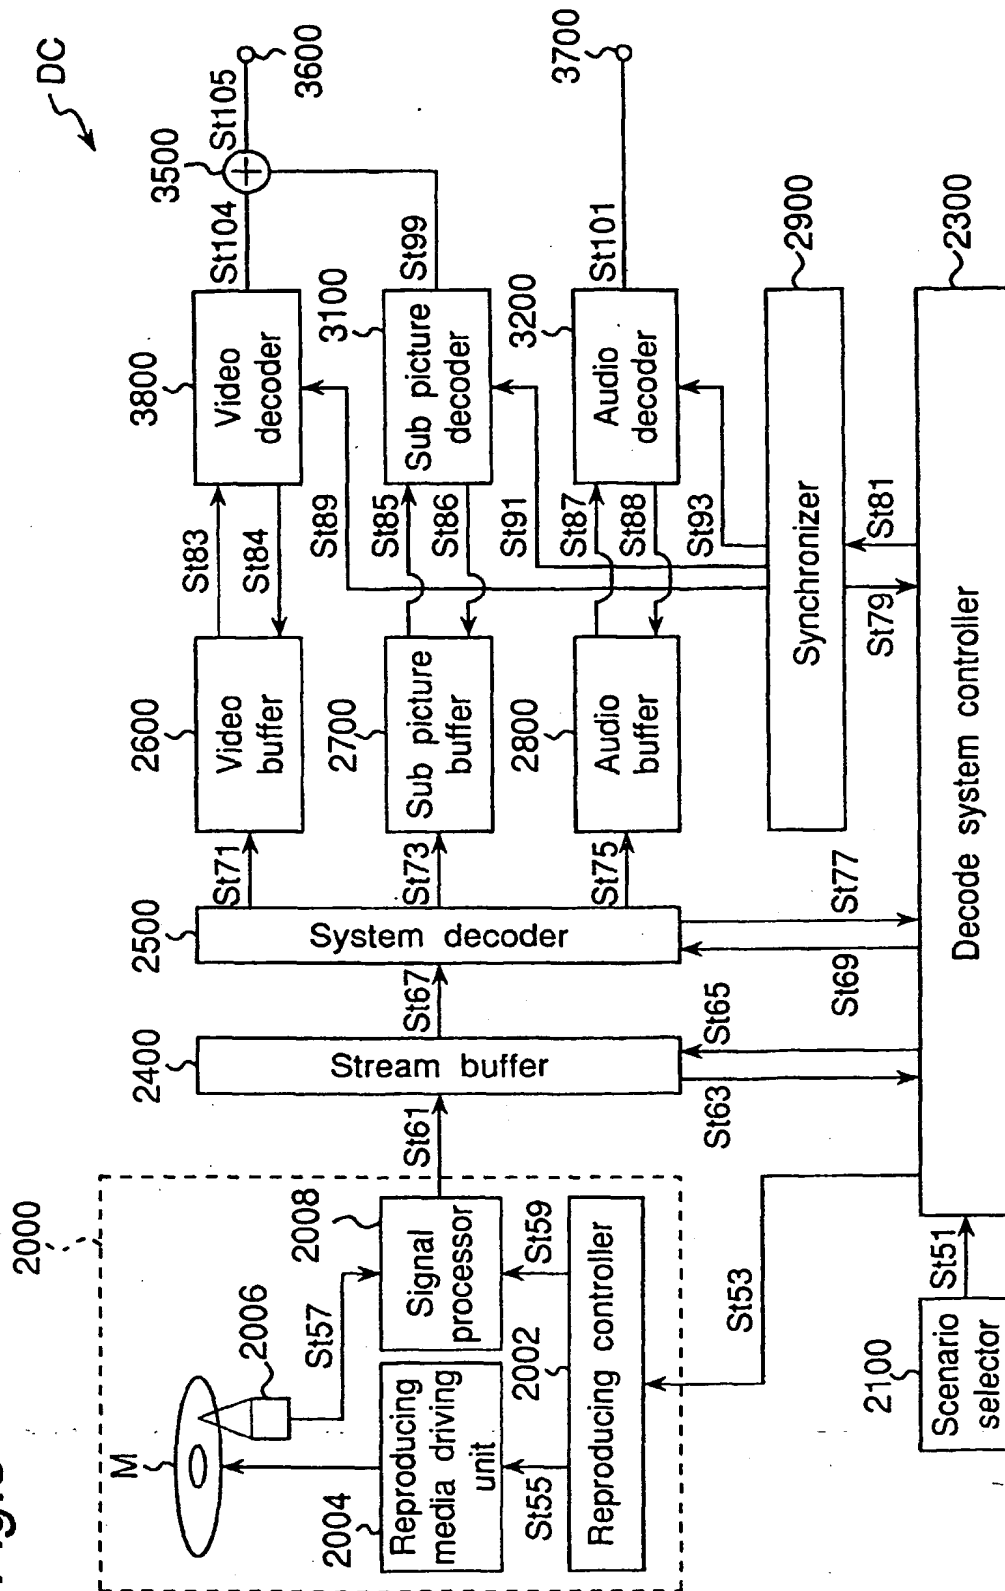 DC
2000
M
2006
St57
2008
Signal
processor
2004
Reproducing
media driving
unit
St55
2002
St59
Reproducing controller
St53
2100
Scenario
selector
St51
St61
2400
Stream buffer
St63
St65
St67
2500
System decoder
St69
St77
St71
St73
St75
2600
Video
buffer
2700
Sub picture
buffer
2800
Audio
buffer
St83
St84
St89
St85
St86
St91
St87
St88
St93
3800
Video
decoder
3100
Sub picture
decoder
3200
Audio
decoder
St104
3500
St105
3600
St99
St101
3700
2900
Synchronizer
St79
St81
2300
Decode system controller